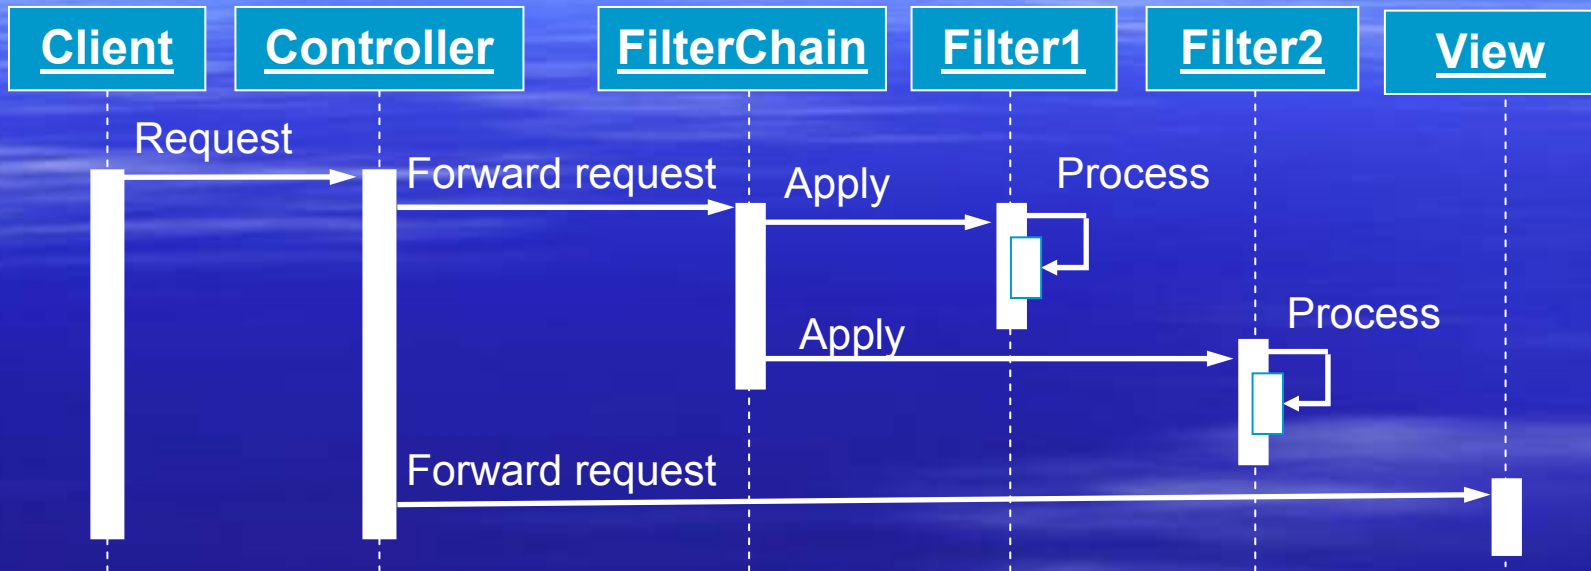 Client
Controller
FilterChain
Filter1
Filter2
View
Request
Forward request
Apply
Process
Apply
Process
Forward request